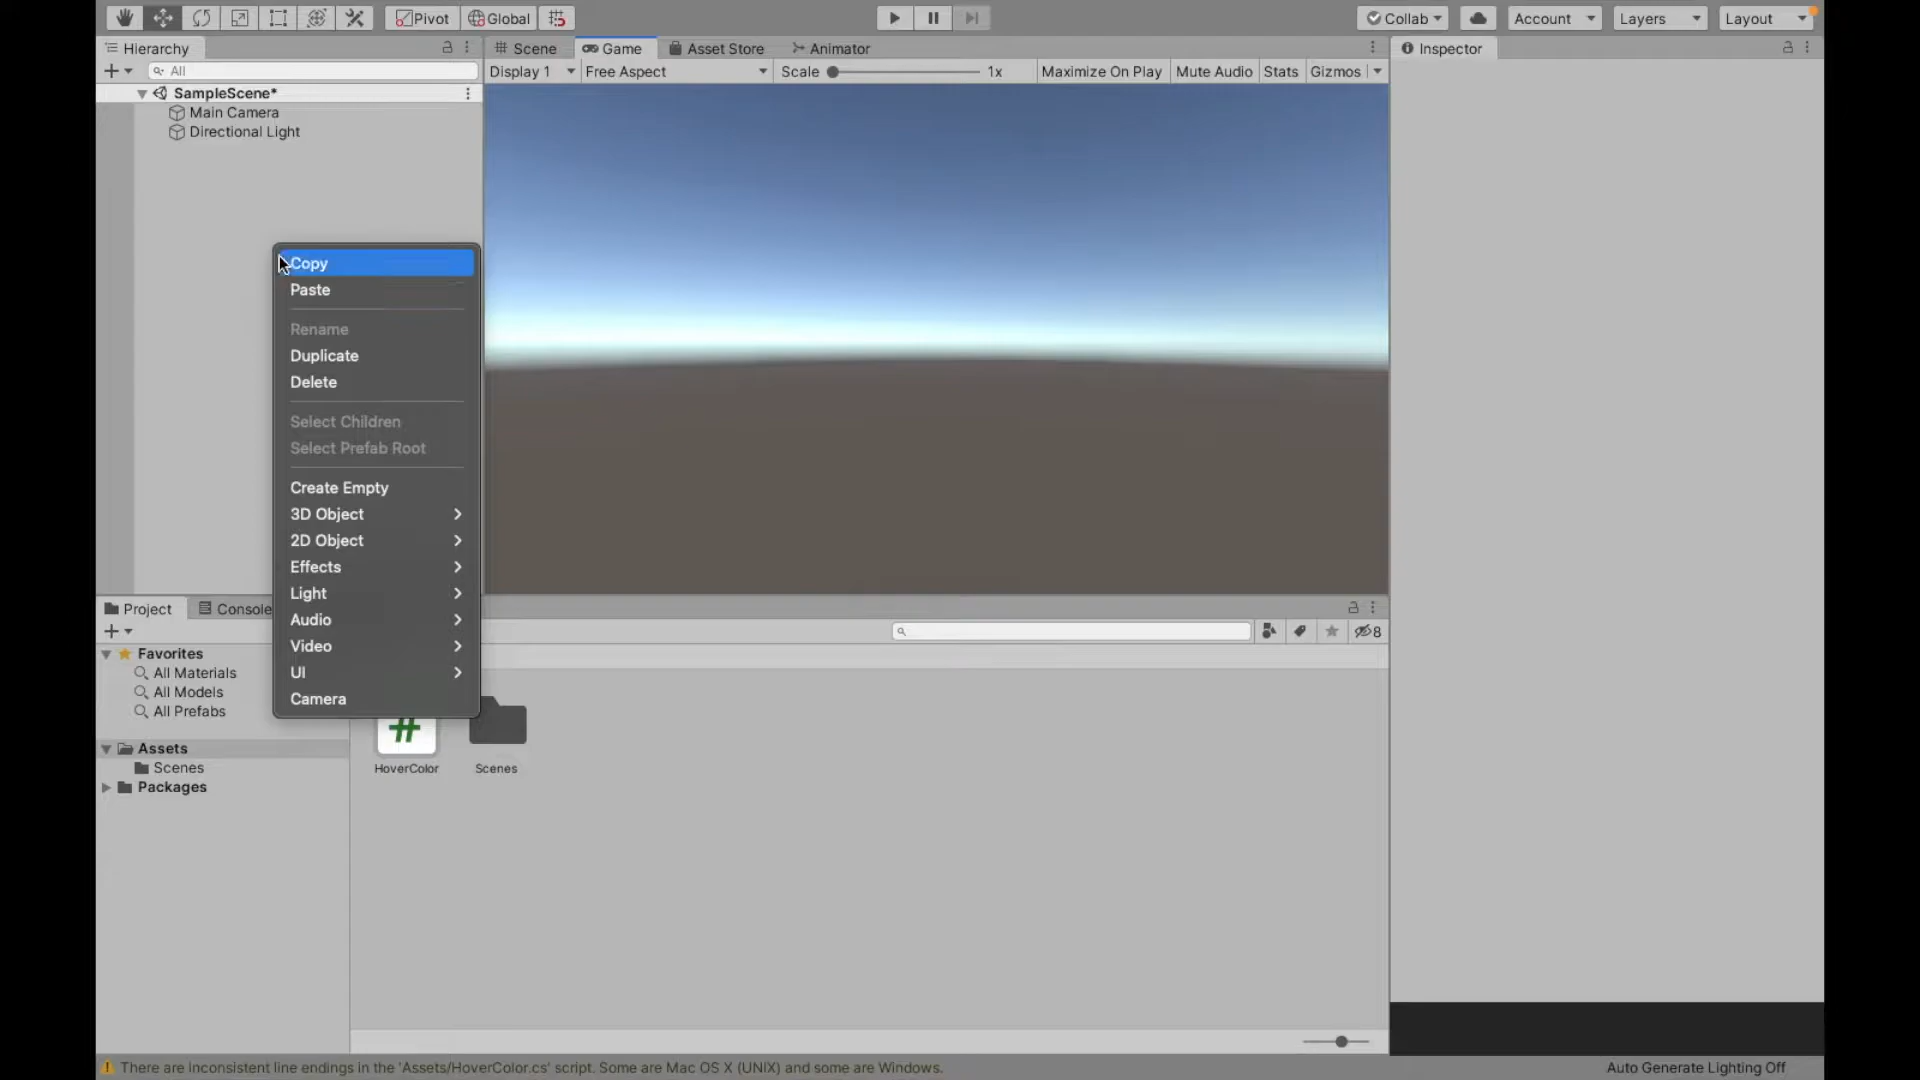 Pivot Global Collab Account Layers Layout
Hierarchy Scene Game Asset Store Animator Inspector
All Display 1 Free Aspect Scale 1x Maximize On Play Mute Audio Stats Gizmos
SampleScene*
Main Camera
Directional Light
Copy
Paste
Rename
Duplicate
Delete
Select Children
Select Prefab Root
Create Empty
3D Object
2D Object
Effects
Light
Audio
Video
UI
Camera
Project Console
8
Favorites
All Materials
All Models
All Prefabs
Assets
Scenes
Packages
#
HoverColor Scenes
There are inconsistent line endings in the 'Assets/HoverColor.cs' script. Some are Mac OS X (UNIX) and some are Windows. Auto Generate Lighting Off